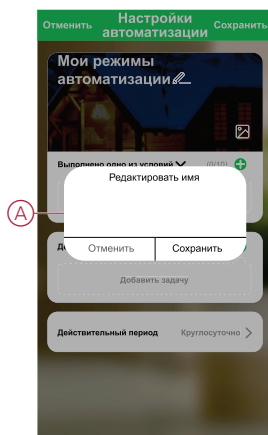 Отменить
Настройки
автоматизации
Сохранить
Мои режимы
автоматизации
Выполнено одно из условий (0/10)
Редактировать имя
A
Отменить Сохранить
Добавить задачу
Действительный период Круглосуточно